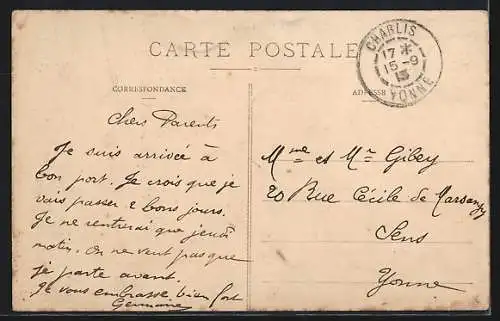 CARTE POSTALE
CORRESPONDANCE
Chers Parents
Je suis arrivée à
bon port. Je crois que je
vais passer 2 bons jours.
Je ne rentrerai que jeudi
matin. On ne veut pas que
je parte avant.
Je vous embrasse bien fort
Germaine
CHARLIS
17 *
15 -9
13
YONNE
ADRESSE
Mme et Mr Gibey
20 Rue Cécile de Marsangy
Sens
Yonne